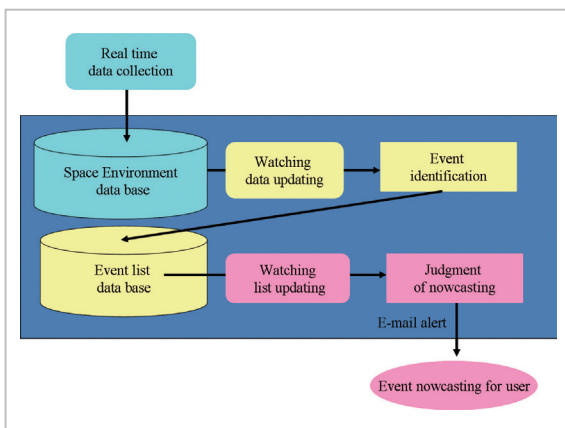 Real time
data collection
Space Environment
data base
Watching
data updating
Event
identification
Event list
data base
Watching
list updating
Judgment
of nowcasting
E-mail alert
Event nowcasting for user